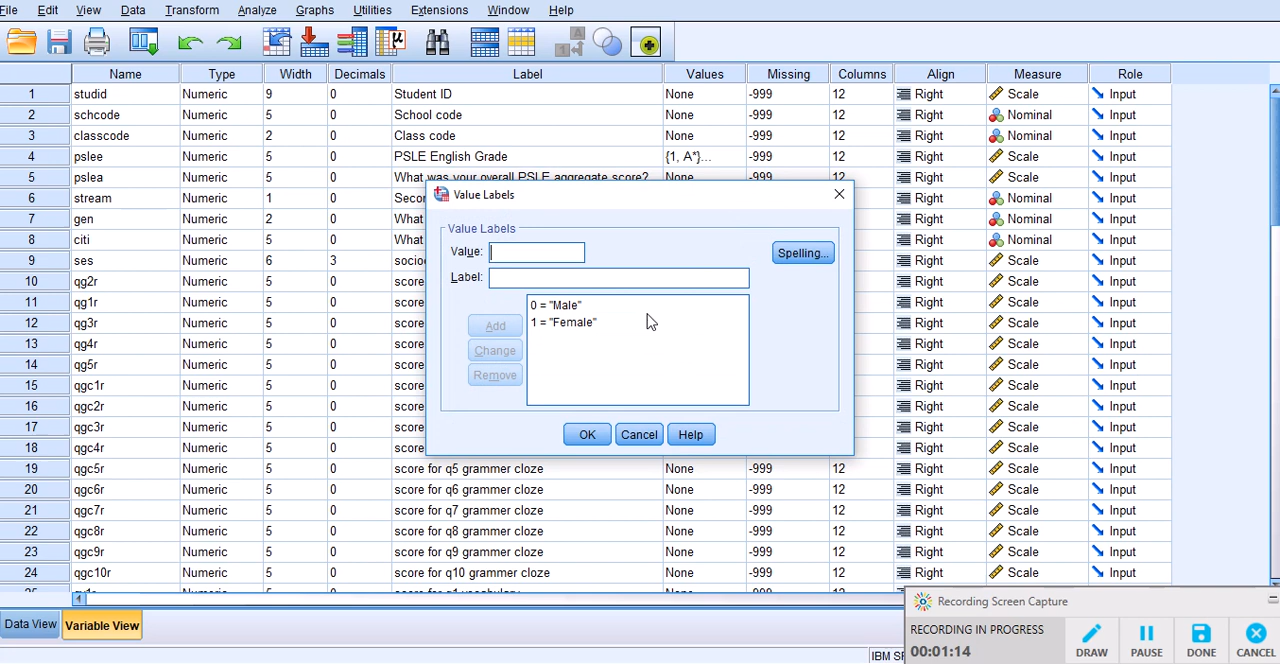 File Edit View Data Transform Analyze Graphs Utilities Extensions Window Help
Name Type Width Decimals Label Values Missing Columns Align Measure Role
1 studid Numeric 9 0 Student ID None -999 12 Right Scale Input
2 schcode Numeric 5 0 School code None -999 12 Right Nominal Input
3 classcode Numeric 2 0 Class code None -999 12 Right Nominal Input
4 pslee Numeric 5 0 PSLE English Grade {1, A*}... -999 12 Right Scale Input
5 pslea Numeric 5 0 What was your overall PSLE aggregate score? None -999 12 Right Scale Input
6 stream Numeric 1 0 Seco Right Nominal Input
7 gen Numeric 2 0 What Right Nominal Input
8 citi Numeric 2 0 What Right Nominal Input
9 ses Numeric 6 3 socio Right Scale Input
10 qg2r Numeric 5 0 score Right Scale Input
11 qg1r Numeric 5 0 score Right Scale Input
12 qg3r Numeric 5 0 score Right Scale Input
13 qg4r Numeric 5 0 score Right Scale Input
14 qg5r Numeric 5 0 score Right Scale Input
15 qgc1r Numeric 5 0 score Right Scale Input
16 qgc2r Numeric 5 0 score Right Scale Input
17 qgc3r Numeric 5 0 score Right Scale Input
18 qgc4r Numeric 5 0 score Right Scale Input
19 qgc5r Numeric 5 0 score for q5 grammer cloze None -999 12 Right Scale Input
20 qgc6r Numeric 5 0 score for q6 grammer cloze None -999 12 Right Scale Input
21 qgc7r Numeric 5 0 score for q7 grammer cloze None -999 12 Right Scale Input
22 qgc8r Numeric 5 0 score for q8 grammer cloze None -999 12 Right Scale Input
23 qgc9r Numeric 5 0 score for q9 grammer cloze None -999 12 Right Scale Input
24 qgc10r Numeric 5 0 score for q10 grammer cloze None -999 12 Right Scale Input
Value Labels
Value Labels
Value:
Spelling...
Label:
0 = "Male"
1 = "Female"
Add
Change
Remove
OK Cancel Help
Data View Variable View
IBM SP
Recording Screen Capture
RECORDING IN PROGRESS
00:01:14
DRAW PAUSE DONE CANCEL